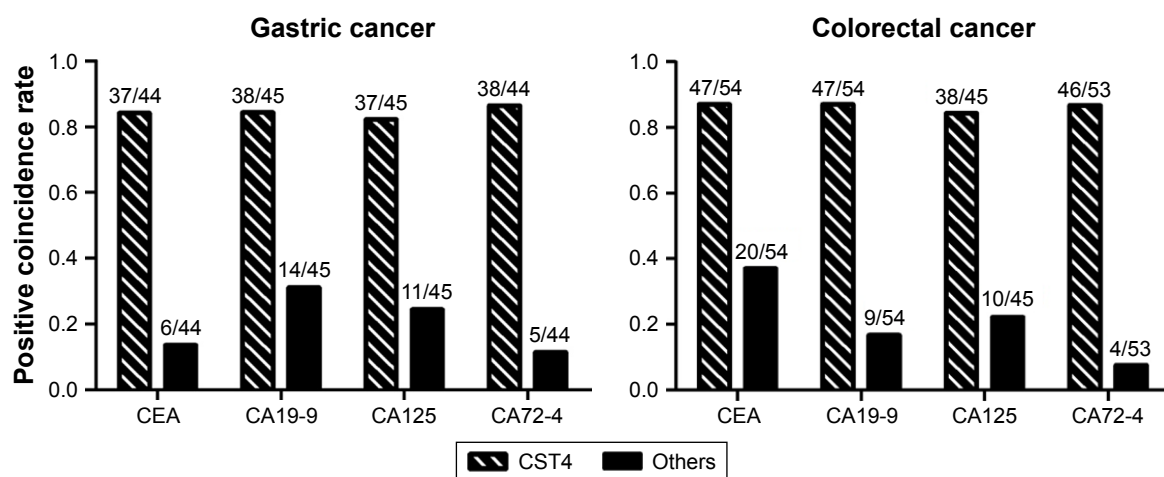 Gastric cancer
Positive coincidence rate
1.0
0.8
0.6
0.4
0.2
0.0
37/44
6/44
38/45
14/45
37/45
11/45
38/44
5/44
CEA
CA19-9
CA125
CA72-4
Colorectal cancer
1.0
0.8
0.6
0.4
0.2
0.0
47/54
20/54
47/54
9/54
38/45
10/45
46/53
4/53
CEA
CA19-9
CA125
CA72-4
CST4
Others